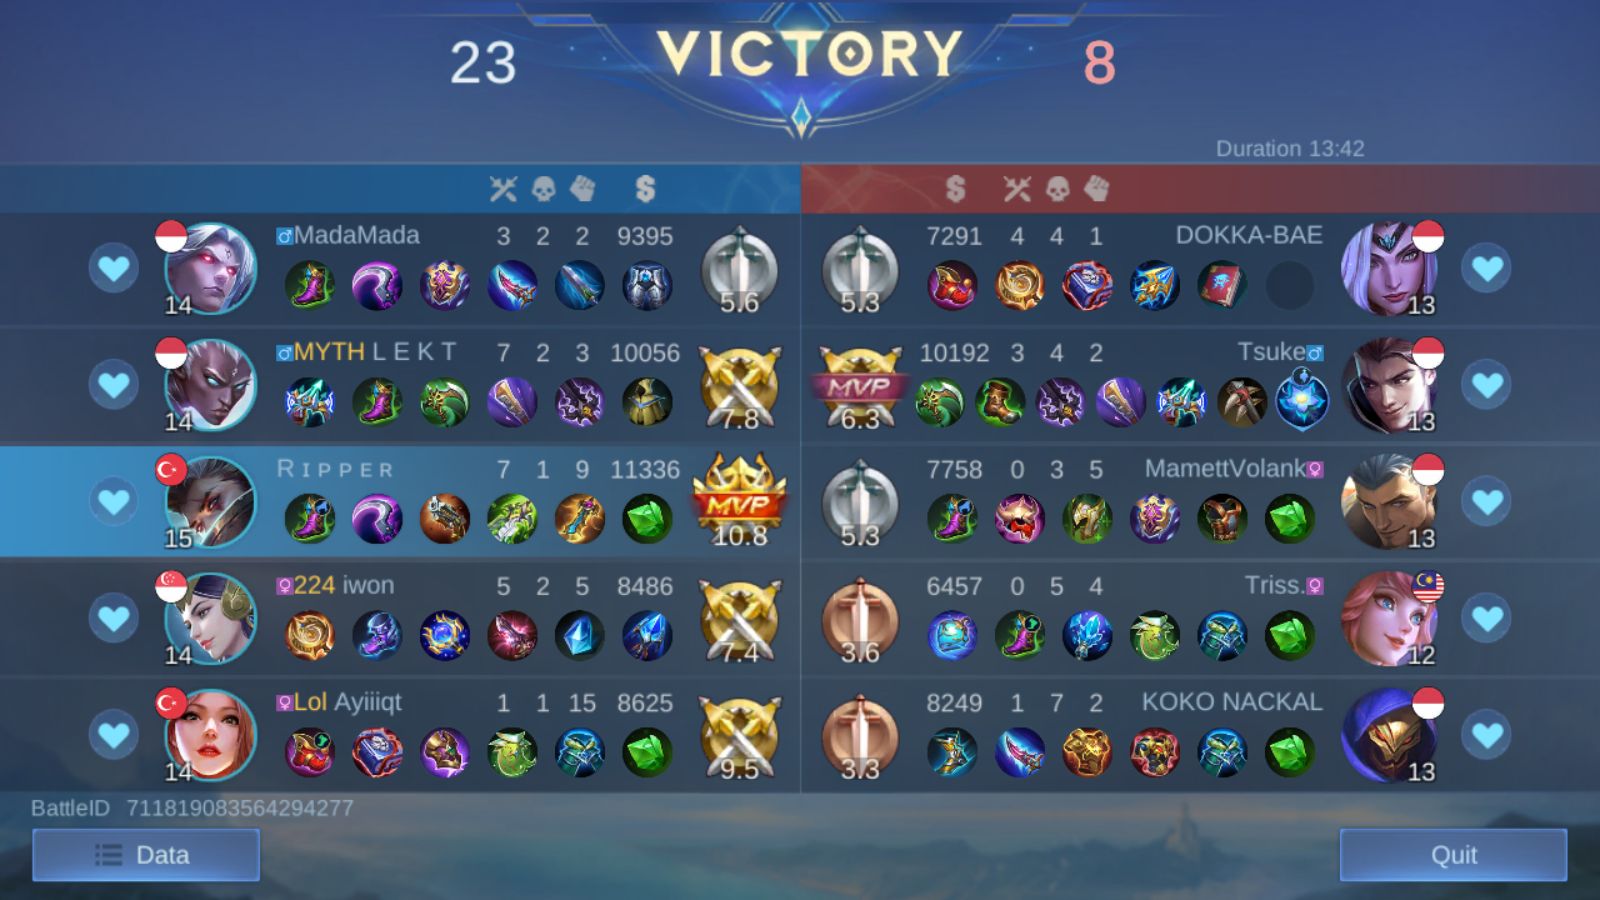 23 VICTORY 8
Duration 13:42
MadaMada 3 2 2 9395
14 5.6
MYTH L E K T 7 2 3 10056
14 7.8
RIPPER 7 1 9 11336
MVP
15 10.8
224 iwon 5 2 5 8486
14 7.4
Lol Ayiiiqt 1 1 15 8625
14 9.5
7291 4 4 1 DOKKA-BAE
5.3 13
10192 3 4 2 Tsuke
MVP
6.3 13
7758 0 3 5 MamettVolank
5.3 13
6457 0 5 4 Triss.
3.6 12
8249 1 7 2 KOKO NACKAL
3.3 13
BattleID 711819083564294277
Data
Quit